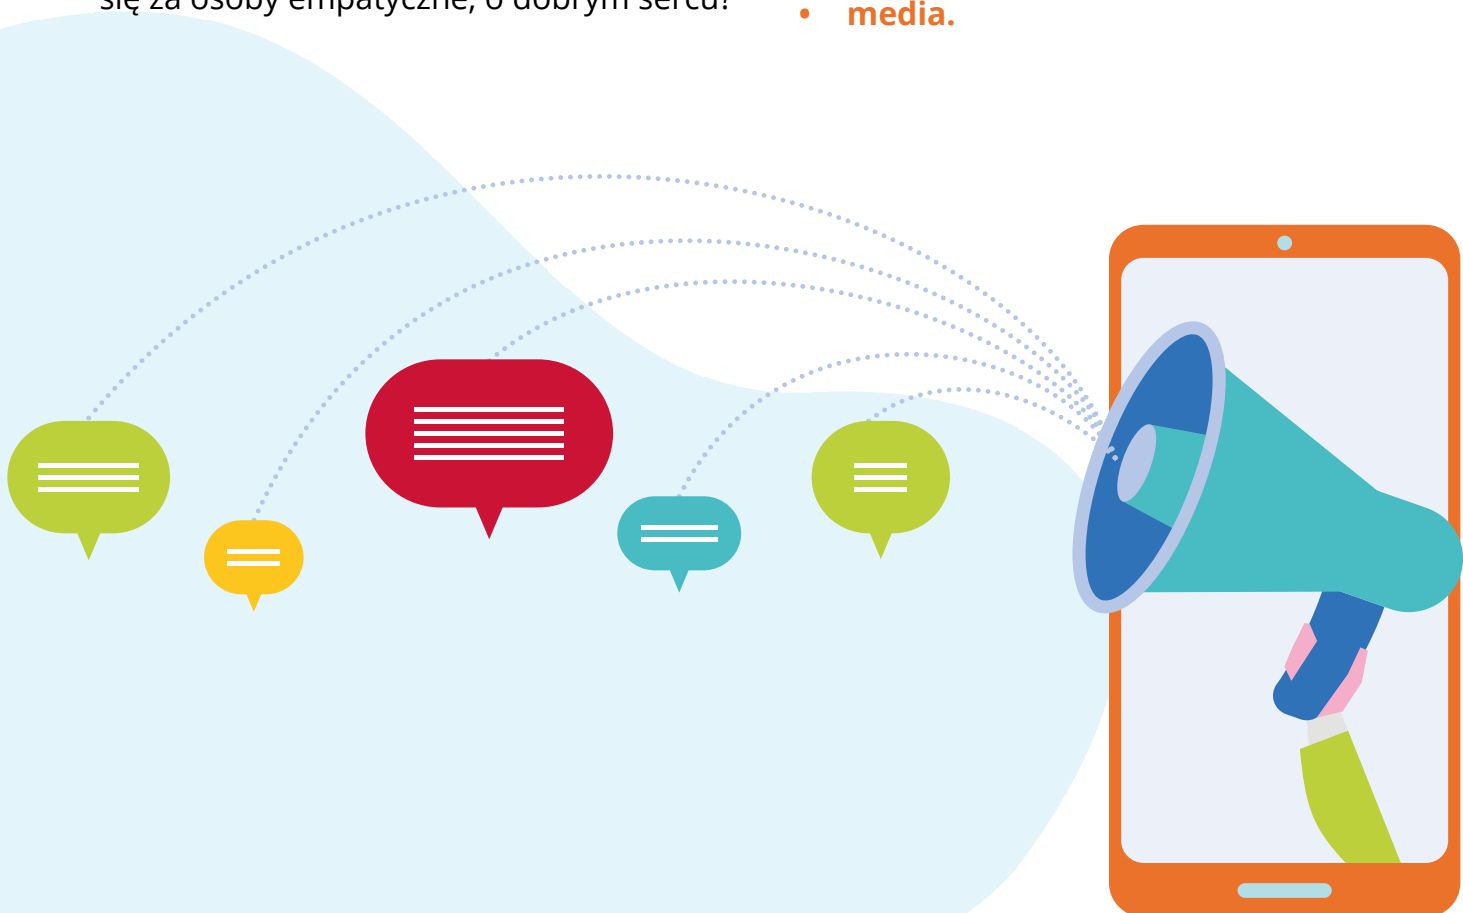 się za osoby empatyczne, o dobrym sercu?
• media.